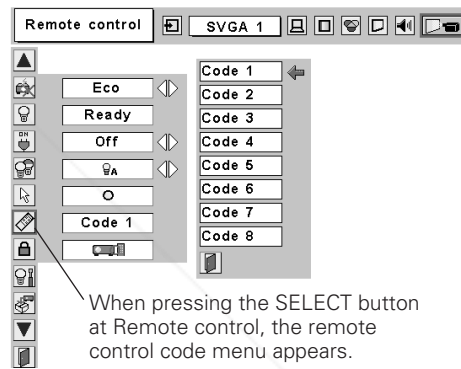 Remote control
SVGA 1
Code 1
Eco
Code 2
Ready
Code 3
ON
Off
Code 4
A
Code 5
Code 6
Code 1
Code 7
Code 8
When pressing the SELECT button
at Remote control, the remote
control code menu appears.